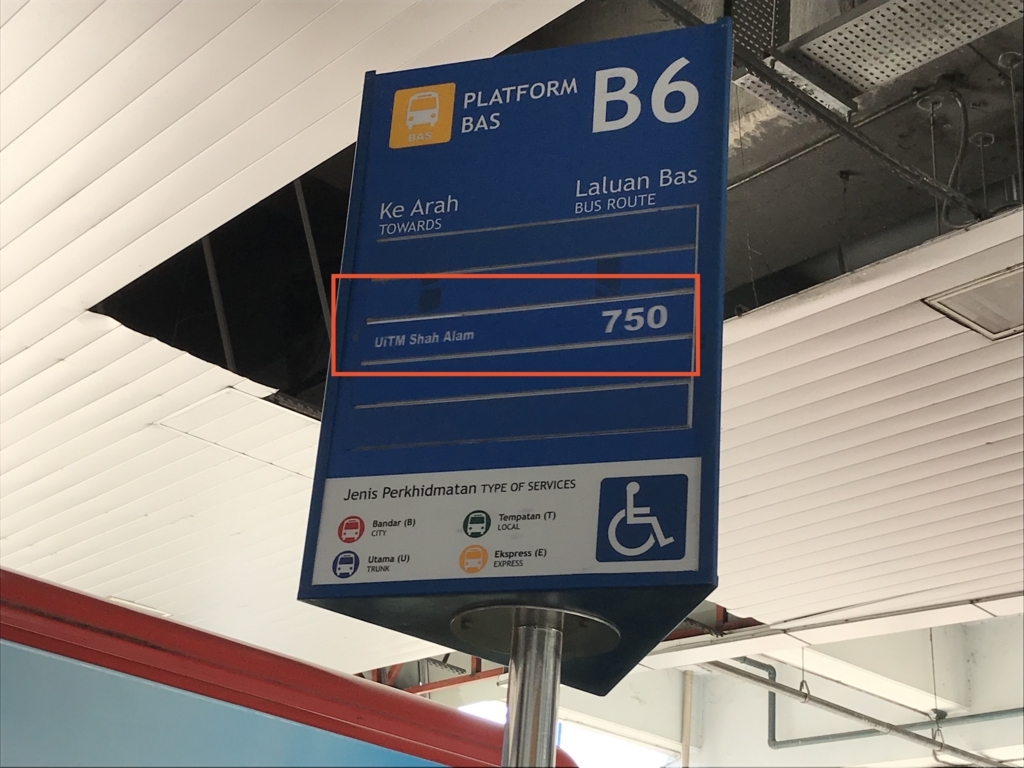 BAS
PLATFORM
BAS
B6
Ke Arah
TOWARDS
Laluan Bas
BUS ROUTE
UiTM Shah Alam
750
Jenis Perkhidmatan TYPE OF SERVICES
Bandar (B)
CITY
Tempatan (T)
LOCAL
Utama (U)
TRUNK
Ekspress (E)
EXPRESS